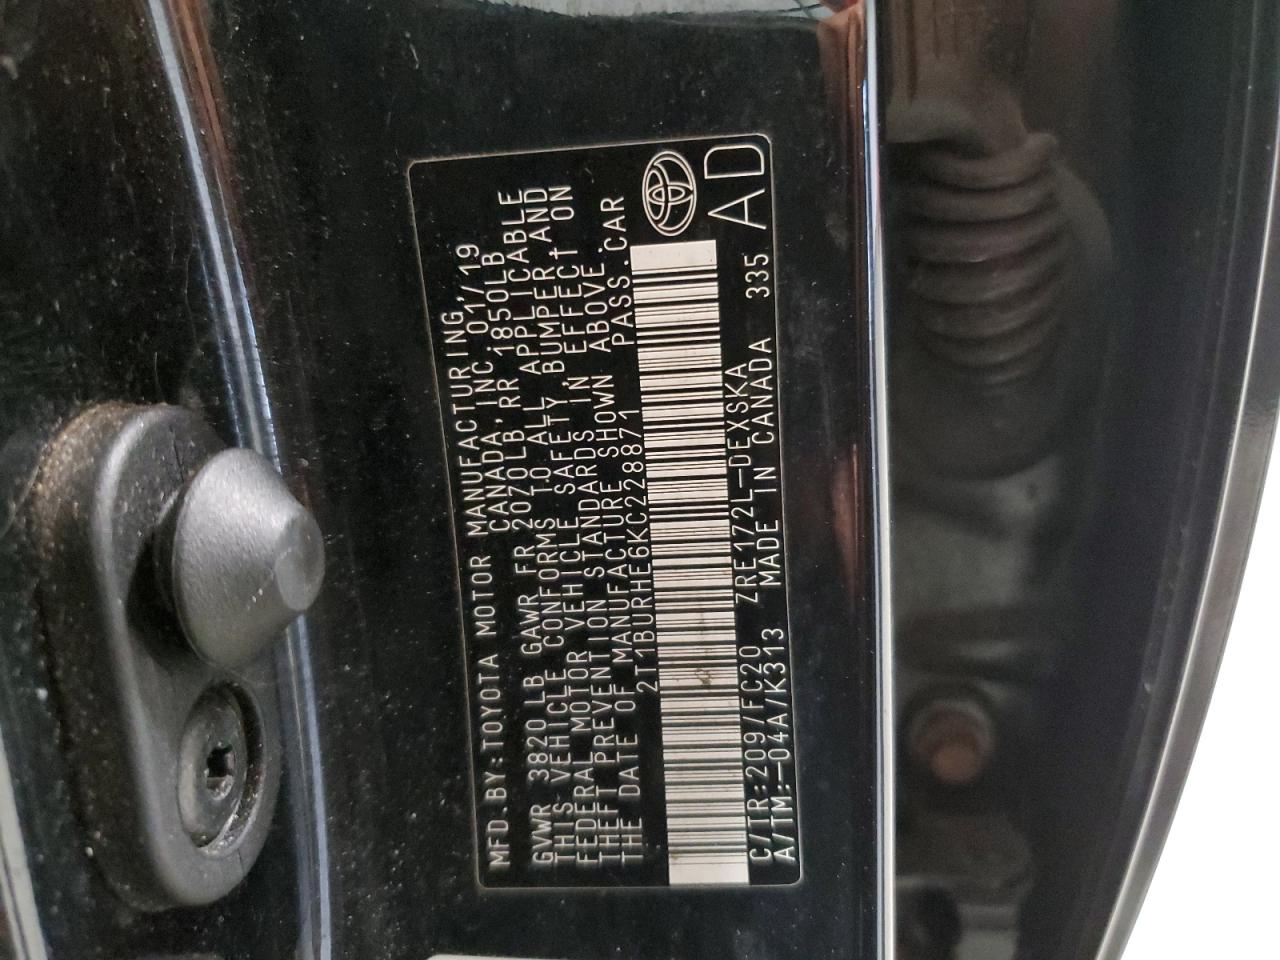 MFD.BY:TOYOTA MOTOR MANUFACTURING,
CANADA,INC. 01/19
GVWR 3820 LB GAWR FR 2070LB,RR 1850LB
THIS VEHICLE CONFORMS TO ALL APPLICABLE
FEDERAL MOTOR VEHICLE SAFETY,BUMPER,AND
THEFT PREVENTION STANDARDS IN EFFECT ON
THE DATE OF MANUFACTURE SHOWN ABOVE.
2T1BURHE6KC228871 PASS.CAR
C/TR:209/FC20 ZRE172L-DEXSKA 335 AD
A/TM:-04A/K313 MADE IN CANADA